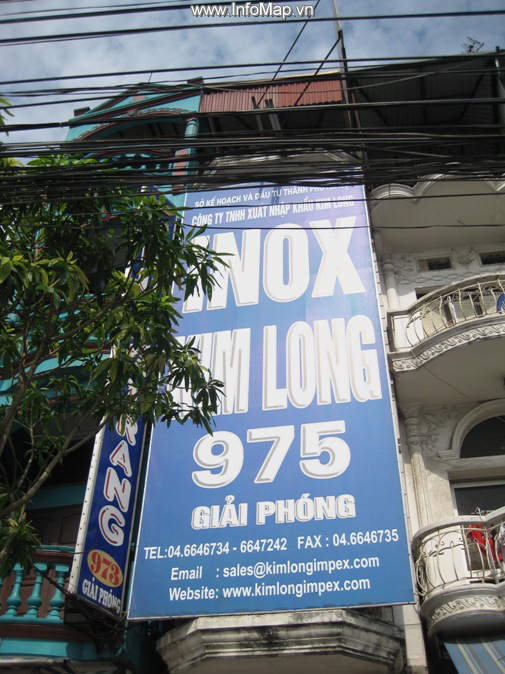 www.InfoMap.vn
SỞ KẾ HOẠCH VÀ ĐẦU TƯ THÀNH PHỐ
CÔNG TY TNHH XUẤT NHẬP KHẨU KIM LONG
INOX
KIM LONG
975
GIẢI PHÓNG
TEL:04.6646734 - 6647242 FAX : 04.6646735
Email : sales@kimlongimpex.com
Website: www.kimlongimpex.com
973
GIẢI PHÓNG